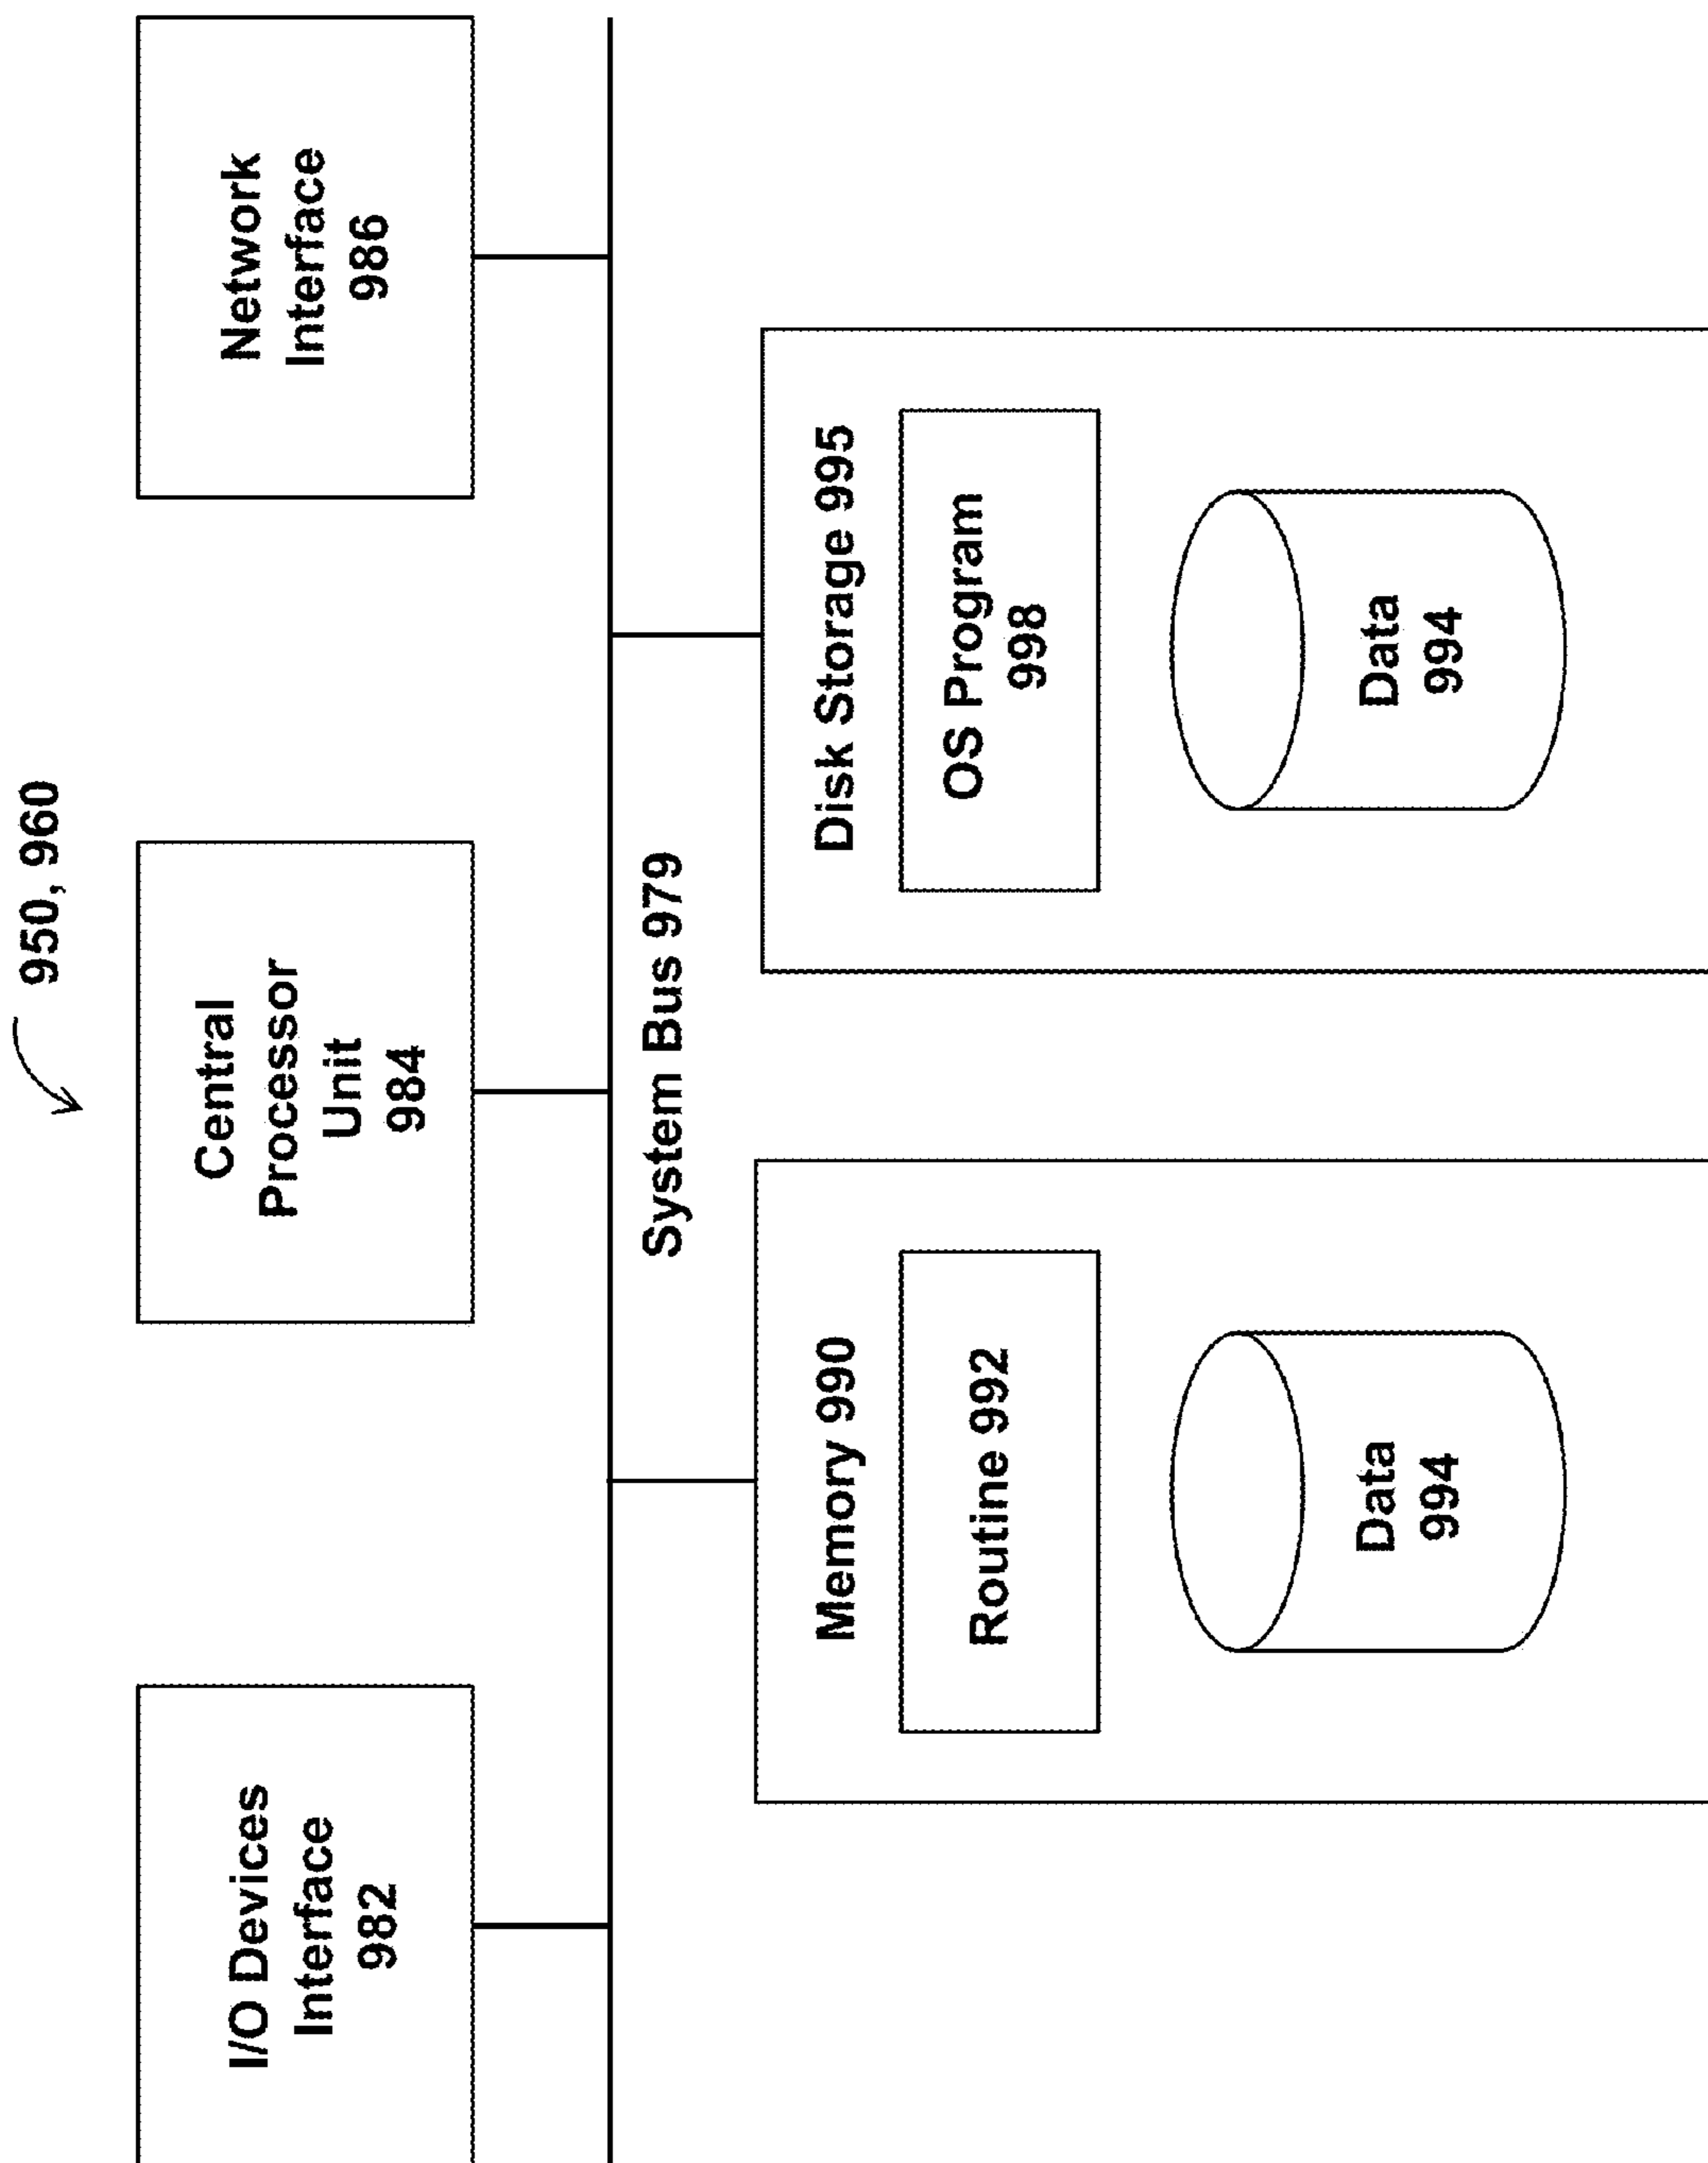 950, 960
I/O Devices
Interface
982
Central
Processor
Unit
984
Network
Interface
986
System Bus 979
Memory 990
Routine 992
Data
994
Disk Storage 995
OS Program
998
Data
994